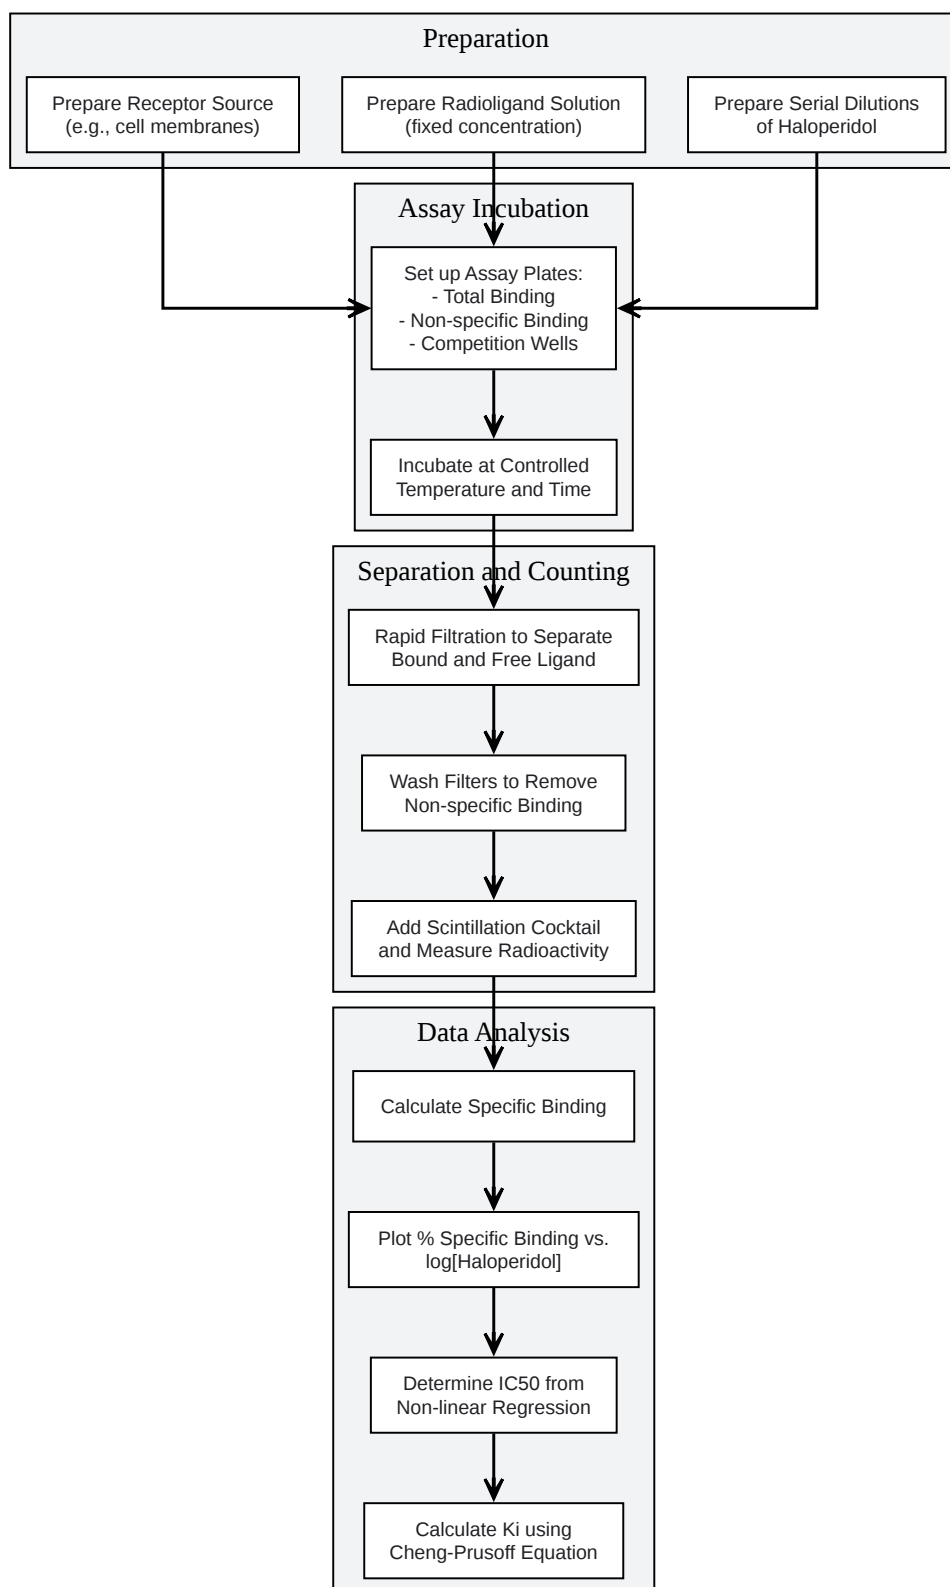 Preparation
Prepare Receptor Source
(e.g., cell membranes)
Prepare Radioligand Solution
(fixed concentration)
Prepare Serial Dilutions
of Haloperidol
Assay Incubation
Set up Assay Plates:
- Total Binding
- Non-specific Binding
- Competition Wells
Incubate at Controlled
Temperature and Time
Separation and Counting
Rapid Filtration to Separate
Bound and Free Ligand
Wash Filters to Remove
Non-specific Binding
Add Scintillation Cocktail
and Measure Radioactivity
Data Analysis
Calculate Specific Binding
Plot % Specific Binding vs.
log[Haloperidol]
Determine IC50 from
Non-linear Regression
Calculate Ki using
Cheng-Prusoff Equation